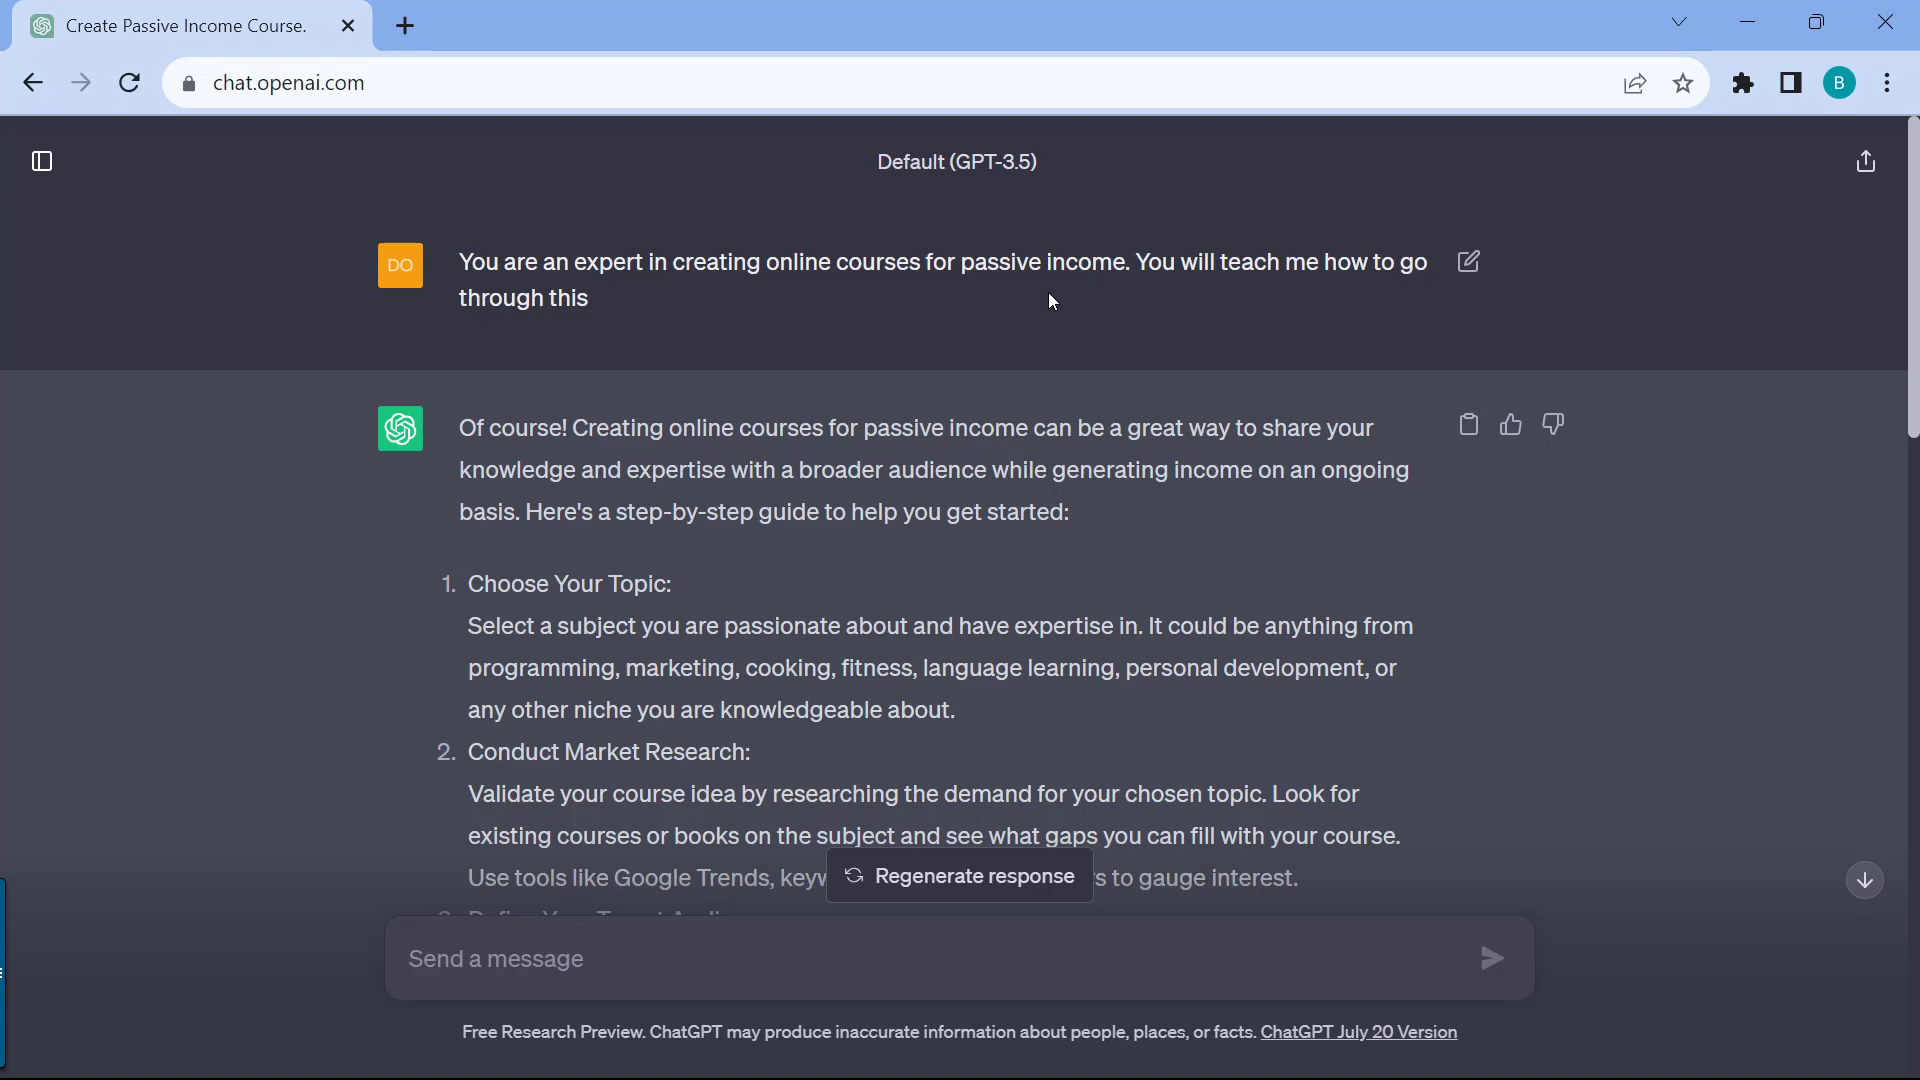 Create Passive Income Course.
chat.openai.com
B
Default (GPT-3.5)
DO
You are an expert in creating online courses for passive income. You will teach me how to go
through this
Of course! Creating online courses for passive income can be a great way to share your
knowledge and expertise with a broader audience while generating income on an ongoing
basis. Here's a step-by-step guide to help you get started:
1. Choose Your Topic:
Select a subject you are passionate about and have expertise in. It could be anything from
programming, marketing, cooking, fitness, language learning, personal development, or
any other niche you are knowledgeable about.
2. Conduct Market Research:
Validate your course idea by researching the demand for your chosen topic. Look for
existing courses or books on the subject and see what gaps you can fill with your course.
Use tools like Google Trends, to gauge interest.
Regenerate response
Send a message
Free Research Preview. ChatGPT may produce inaccurate information about people, places, or facts. ChatGPT July 20 Version